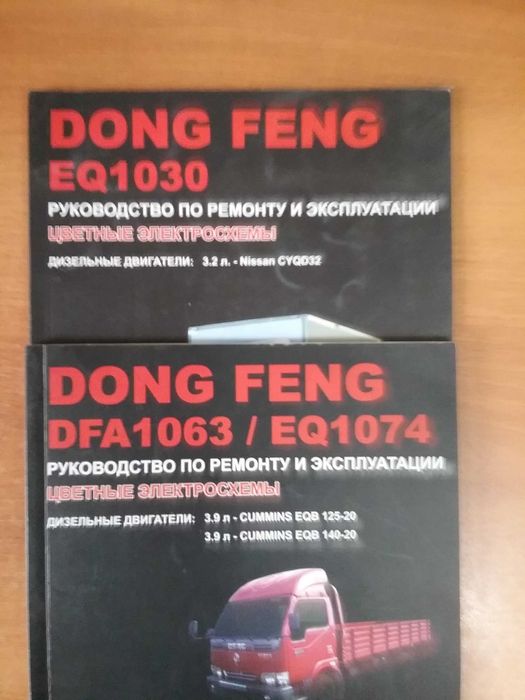 DONG FENG
EQ1030
РУКОВОДСТВО ПО РЕМОНТУ И ЭКСПЛУАТАЦИИ
ЦВЕТНЫЕ ЭЛЕКТРОСХЕМЫ
ДИЗЕЛЬНЫЕ ДВИГАТЕЛИ: 3.2 л. - Nissan CYQD32
DONG FENG
DFA1063 / EQ1074
РУКОВОДСТВО ПО РЕМОНТУ И ЭКСПЛУАТАЦИИ
ЦВЕТНЫЕ ЭЛЕКТРОСХЕМЫ
ДИЗЕЛЬНЫЕ ДВИГАТЕЛИ: 3.9 л - CUMMINS EQB 125-20
3.9 л - CUMMINS EQB 140-20